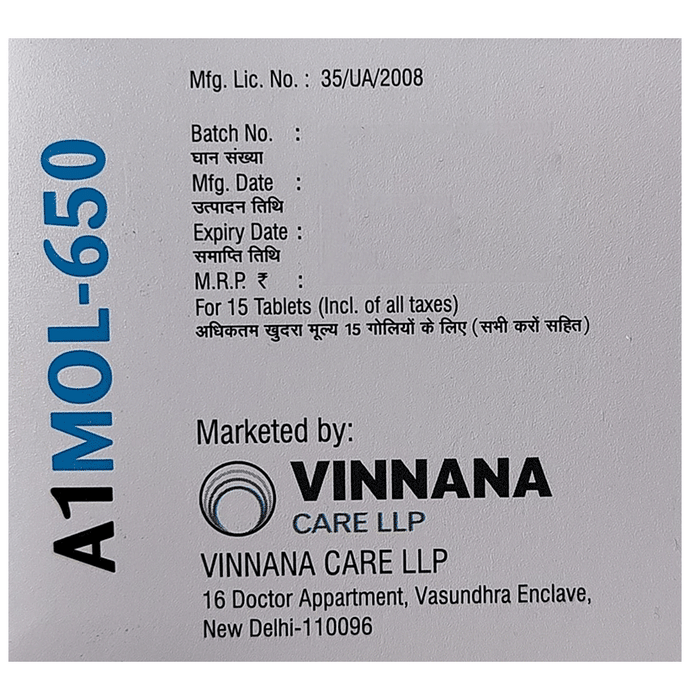 A1MOL-650
Mfg. Lic. No. : 35/UA/2008
Batch No. :
घान संख्या
Mfg. Date :
उत्पादन तिथि
Expiry Date :
समाप्ति तिथि
M.R.P. ₹ :
For 15 Tablets (Incl. of all taxes)
अधिकतम खुदरा मूल्य 15 गोलियों के लिए (सभी करों सहित)
Marketed by:
VINNANA
CARE LLP
VINNANA CARE LLP
16 Doctor Appartment, Vasundhra Enclave,
New Delhi-110096